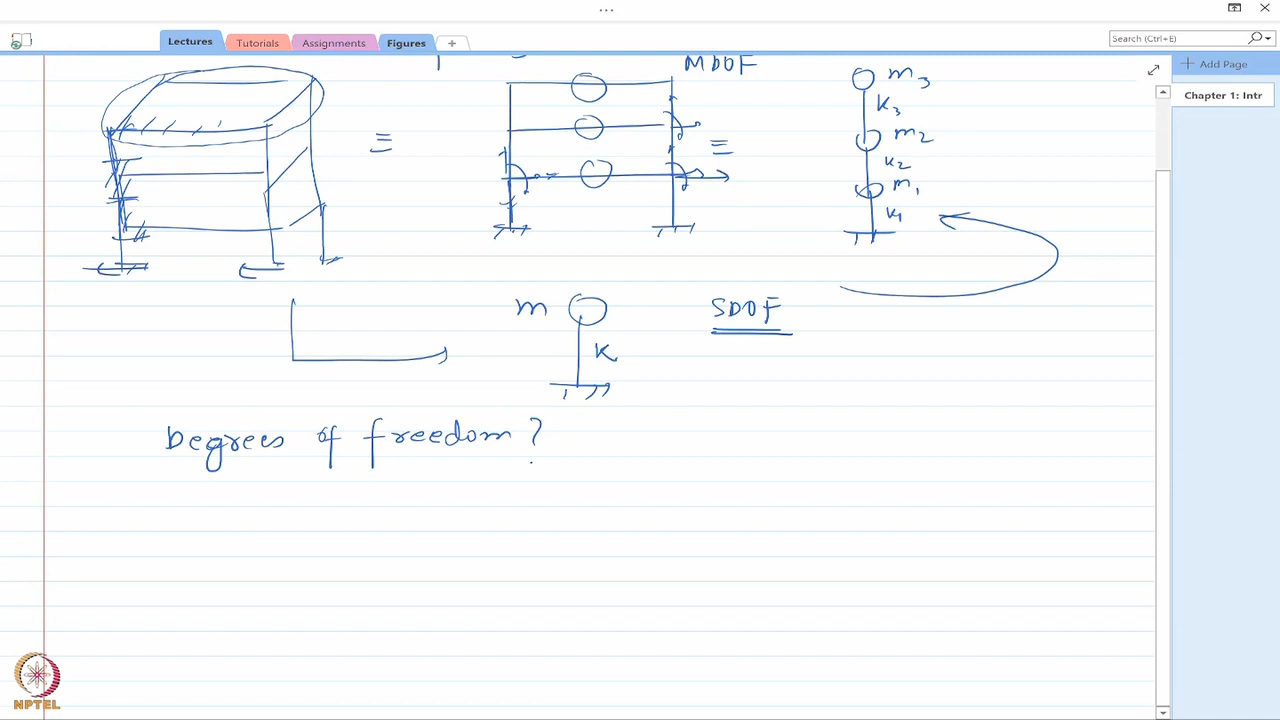 Lectures
Tutorials
Assignments
Figures
Search (Ctrl+E)
Add Page
Chapter 1: Intr
MDOF
m3
K3
m2
K2
m1
K1
m
K
SDOF
Degrees of freedom?
NPTEL